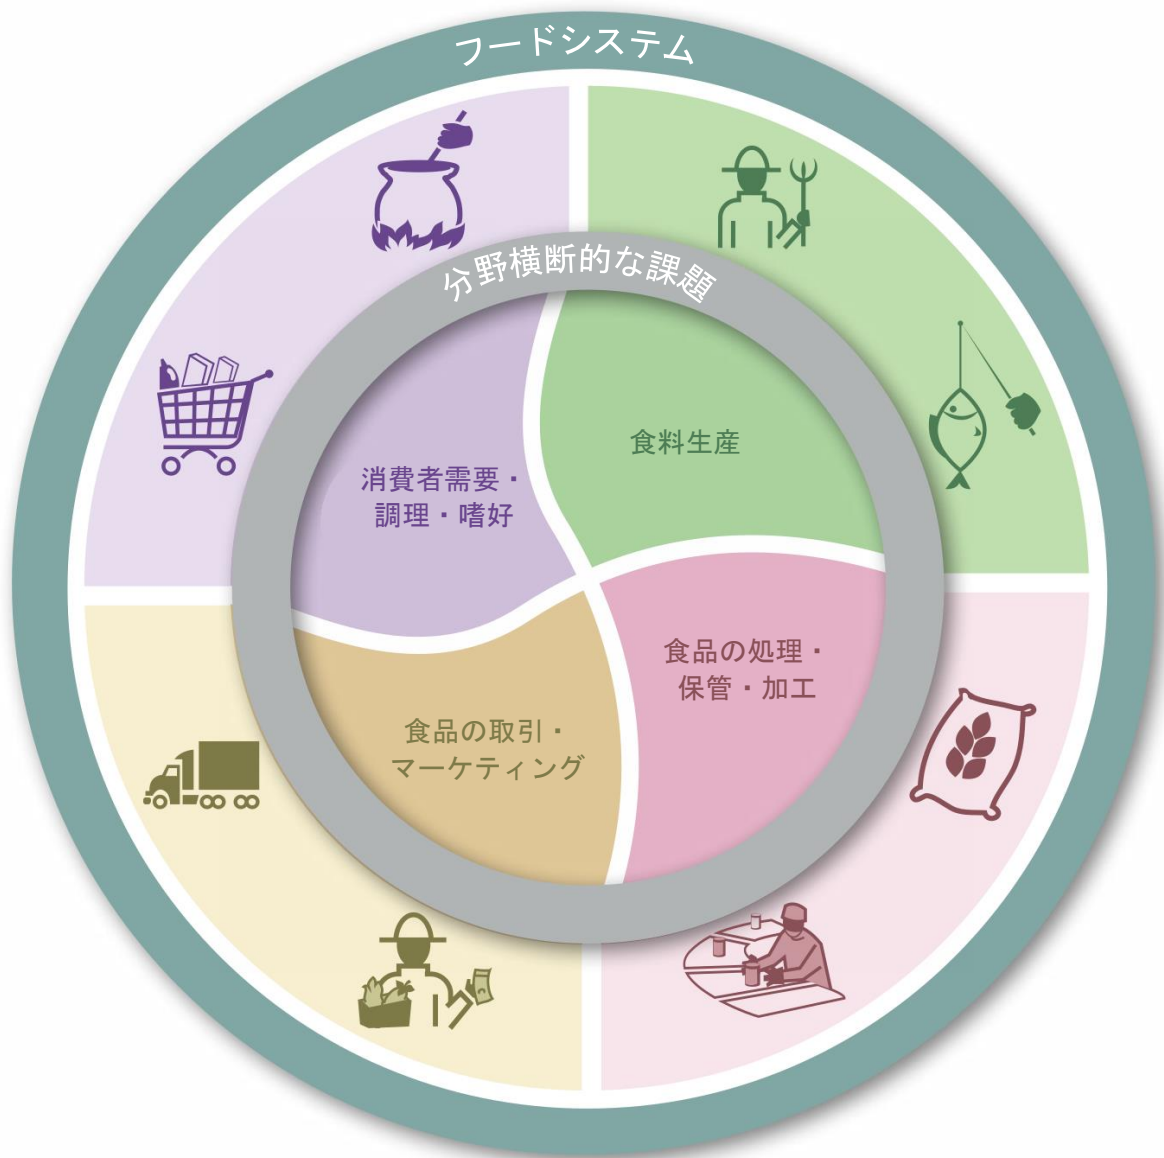 フードシステム
分野横断的な課題
食料生産
消費者需要・
調理・嗜好
食品の処理・
保管・加工
食品の取引・
マーケティング